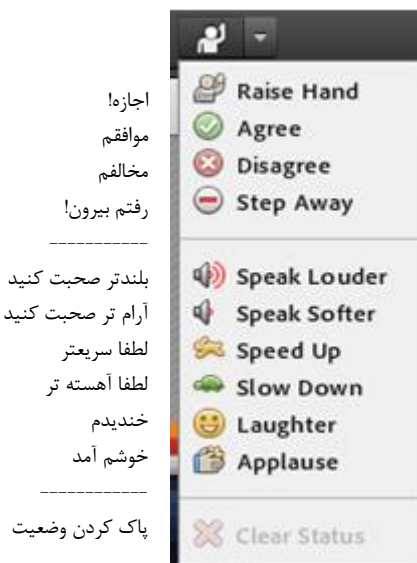 اجازه!
Raise Hand
موافقم
Agree
مخالفم
Disagree
رفتم بیرون!
Step Away
-----------
بلندتر صحبت کنید
Speak Louder
آرام تر صحبت کنید
Speak Softer
لطفا سریعتر
Speed Up
لطفا آهسته تر
Slow Down
خندیدم
Laughter
خوشم آمد
Applause
------------
پاک کردن وضعیت
Clear Status